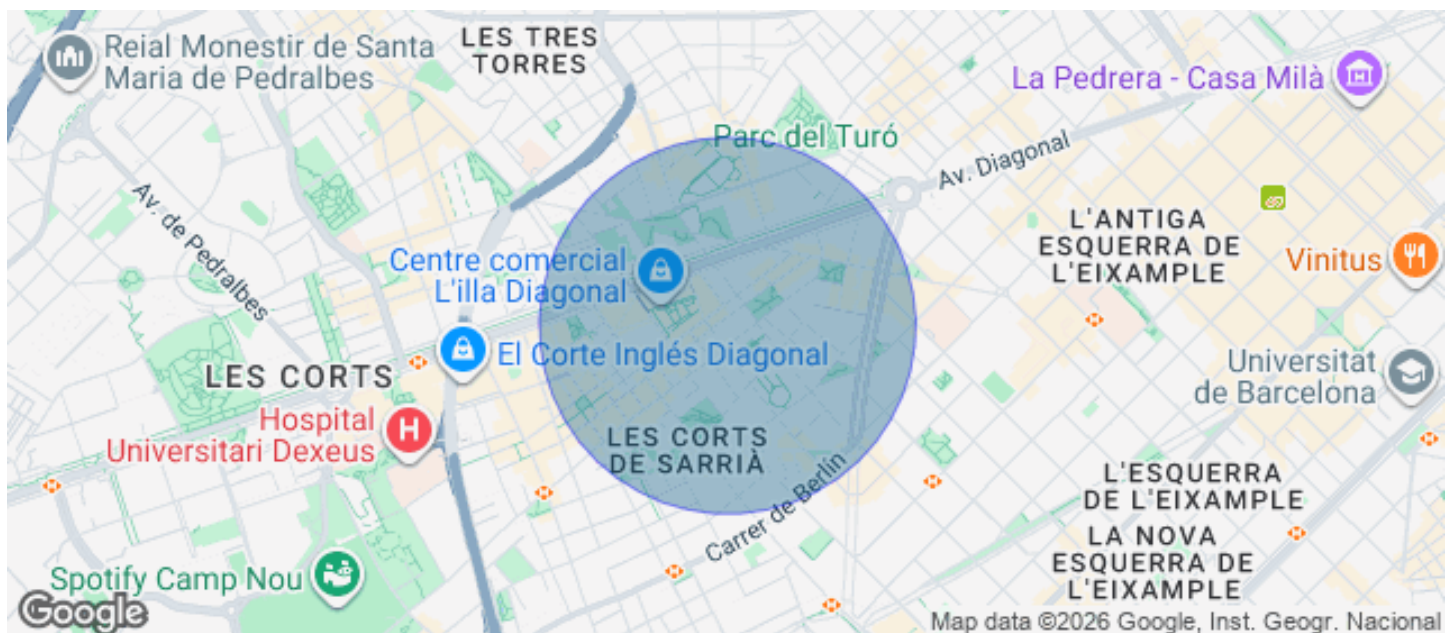 Reial Monestir de Santa
Maria de Pedralbes
LES TRES
TORRES
La Pedrera - Casa Milà
Parc del Turó
Av. Diagonal
Av. de Pedralbes
L'ANTIGA
ESQUERRA DE
L'EIXAMPLE
Vinitus
Centre comercial
L'illa Diagonal
El Corte Inglés Diagonal
LES CORTS
Universitat
de Barcelona
Hospital
Universitari Dexeus
LES CORTS
DE SARRIÀ
Carrer de Berlin
L'ESQUERRA
DE L'EIXAMPLE
LA NOVA
ESQUERRA DE
L'EIXAMPLE
Spotify Camp Nou
Google
Map data ©2026 Google, Inst. Geogr. Nacional